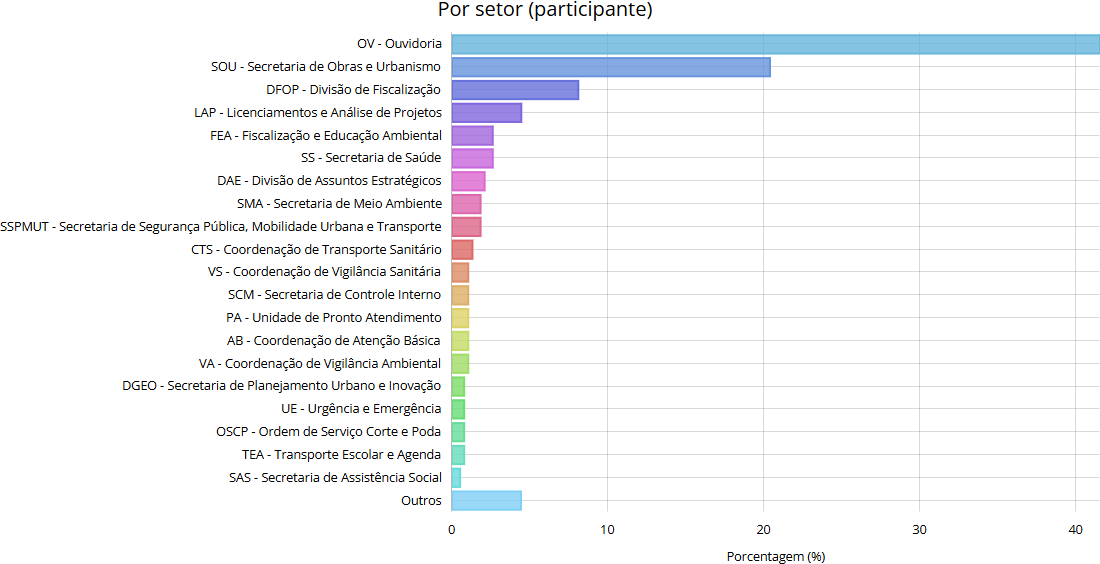 Por setor (participante)
OV - Ouvidoria
SOU - Secretaria de Obras e Urbanismo
DFOP - Divisão de Fiscalização
LAP - Licenciamentos e Análise de Projetos
FEA - Fiscalização e Educação Ambiental
SS - Secretaria de Saúde
DAE - Divisão de Assuntos Estratégicos
SMA - Secretaria de Meio Ambiente
SSPMUT - Secretaria de Segurança Pública, Mobilidade Urbana e Transporte
CTS - Coordenação de Transporte Sanitário
VS - Coordenação de Vigilância Sanitária
SCM - Secretaria de Controle Interno
PA - Unidade de Pronto Atendimento
AB - Coordenação de Atenção Básica
VA - Coordenação de Vigilância Ambiental
DGEO - Secretaria de Planejamento Urbano e Inovação
UE - Urgência e Emergência
OSCP - Ordem de Serviço Corte e Poda
TEA - Transporte Escolar e Agenda
SAS - Secretaria de Assistência Social
Outros
0 10 20 30 40
Porcentagem (%)